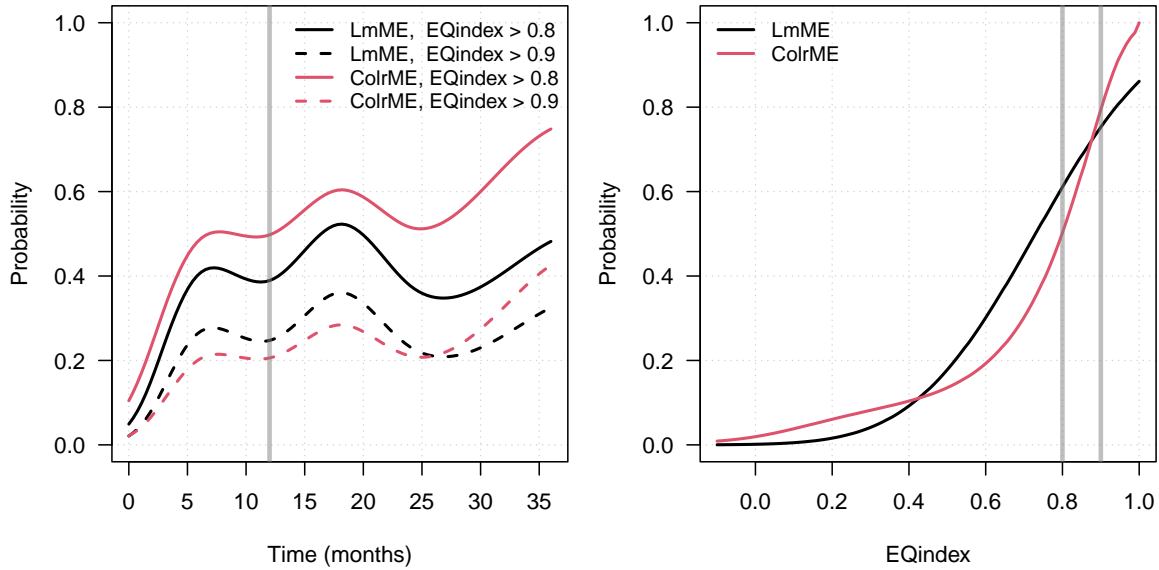 1.0
0.8
0.6
0.4
0.2
0.0
Probability
0
5
10
15
20
25
30
35
Time (months)
LmME, EQindex > 0.8
LmME, EQindex > 0.9
ColrME, EQindex > 0.8
ColrME, EQindex > 0.9
1.0
0.8
0.6
0.4
0.2
0.0
Probability
0.0
0.2
0.4
0.6
0.8
1.0
EQindex
LmME
ColrME